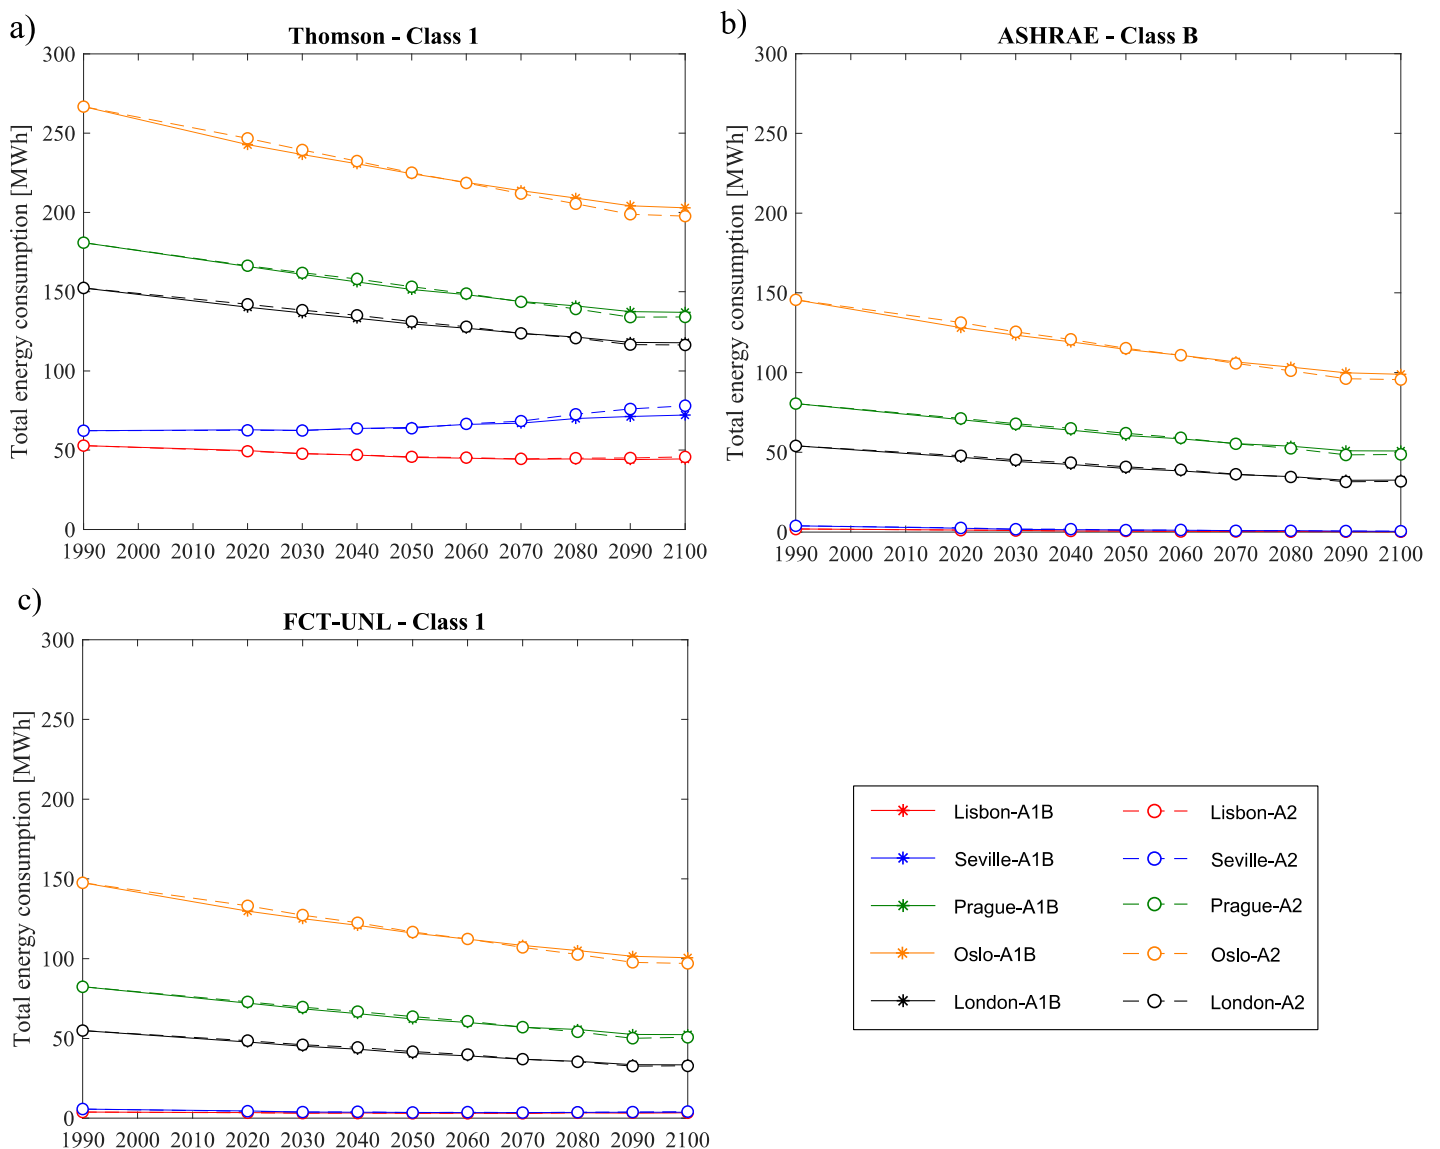 a)
Thomson - Class 1
300
250
200
150
100
50
0
Total energy consumption [MWh]
1990 2000 2010 2020 2030 2040 2050 2060 2070 2080 2090 2100
b)
ASHRAE - Class B
300
250
200
150
100
50
0
Total energy consumption [MWh]
1990 2000 2010 2020 2030 2040 2050 2060 2070 2080 2090 2100
c)
FCT-UNL - Class 1
300
250
200
150
100
50
0
Total energy consumption [MWh]
1990 2000 2010 2020 2030 2040 2050 2060 2070 2080 2090 2100
Lisbon-A1B Lisbon-A2
Seville-A1B Seville-A2
Prague-A1B Prague-A2
Oslo-A1B Oslo-A2
London-A1B London-A2